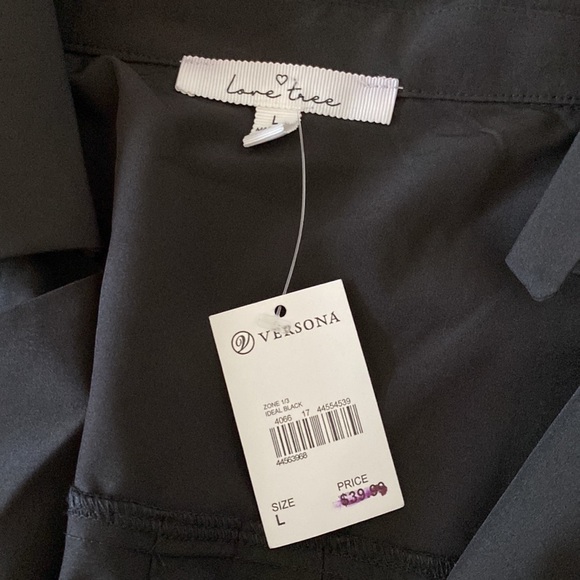 love tree
L
VERSONA
ZONE 1/3
IDEAL BLACK
4066 17 44554539
44563968
SIZE PRICE
L $39.99